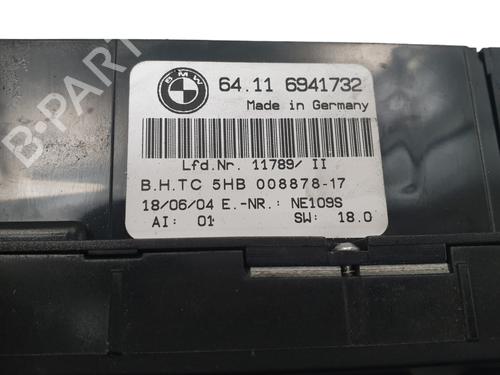 BMW
64.11 6941732
Made in Germany
Lfd.Nr. 11789/ II
B.H.TC 5HB 008878-17
18/06/04 E.-NR.: NE109S
AI: 01 SW: 18.0
B-PARTS